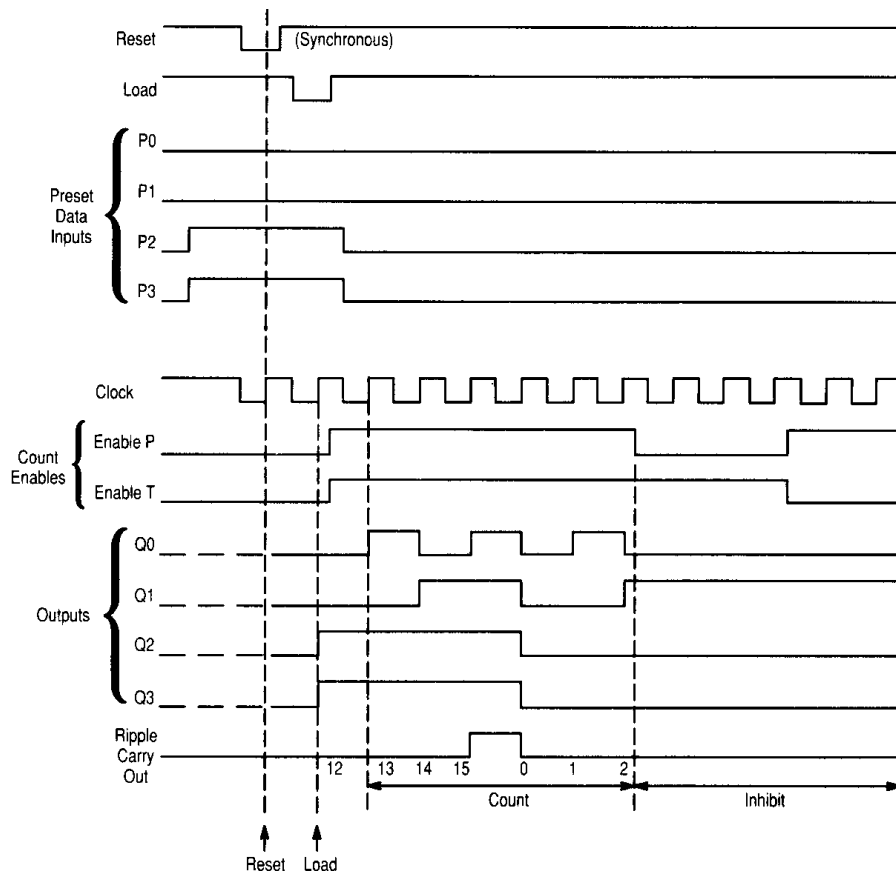 Reset
(Synchronous)
Load
Preset
Data
Inputs
P0
P1
P2
P3
Clock
Count
Enables
Enable P
Enable T
Outputs
Q0
Q1
Q2
Q3
Ripple
Carry
Out
12 13 14 15 0 1 2
Count
Inhibit
Reset Load